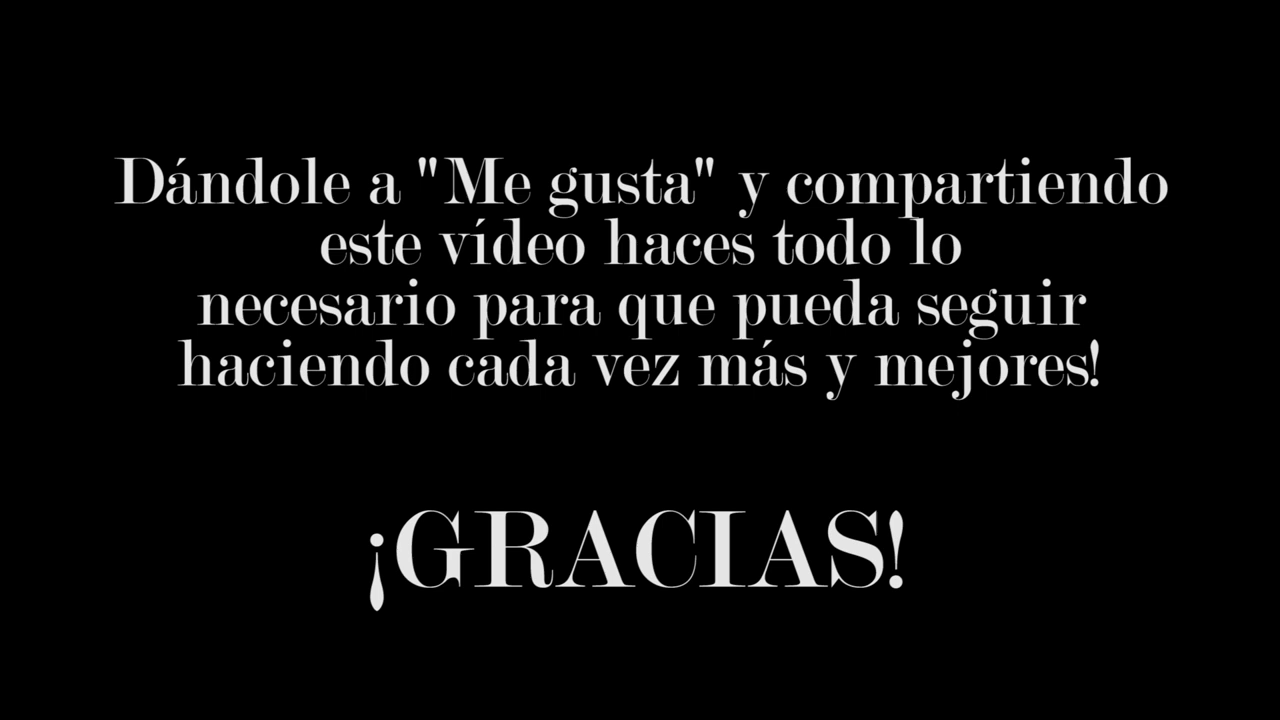 Dándole a "Me gusta" y compartiendo
este vídeo haces todo lo
necesario para que pueda seguir
haciendo cada vez más y mejores!
¡GRACIAS!